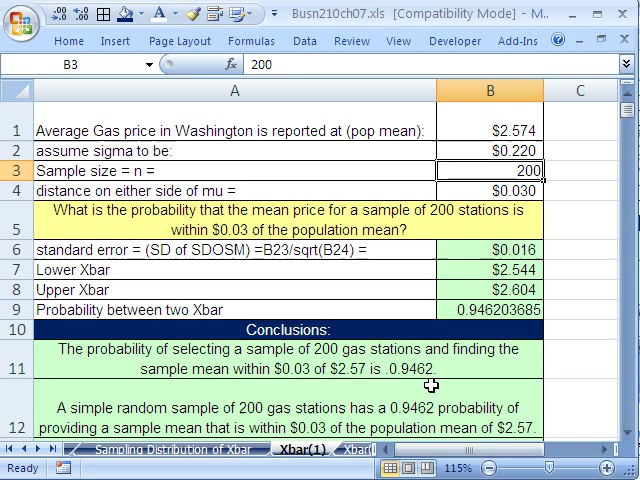 Busn210ch07.xls [Compatibility Mode] - M..
Home Insert Page Layout Formulas Data Review View Developer Add-Ins
B3 fx 200
A B C
1 Average Gas price in Washington is reported at (pop mean): $2.574
2 assume sigma to be: $0.220
3 Sample size = n = 200
4 distance on either side of mu = $0.030
What is the probability that the mean price for a sample of 200 stations is
5 within $0.03 of the population mean?
6 standard error = (SD of SDOSM) =B23/sqrt(B24) = $0.016
7 Lower Xbar $2.544
8 Upper Xbar $2.604
9 Probability between two Xbar 0.946203685
10 Conclusions:
The probability of selecting a sample of 200 gas stations and finding the
11 sample mean within $0.03 of $2.57 is .0.9462.
A simple random sample of 200 gas stations has a 0.9462 probability of
12 providing a sample mean that is within $0.03 of the population mean of $2.57.
Sampling Distribution of Xbar Xbar(1) Xbar(
Ready 115%